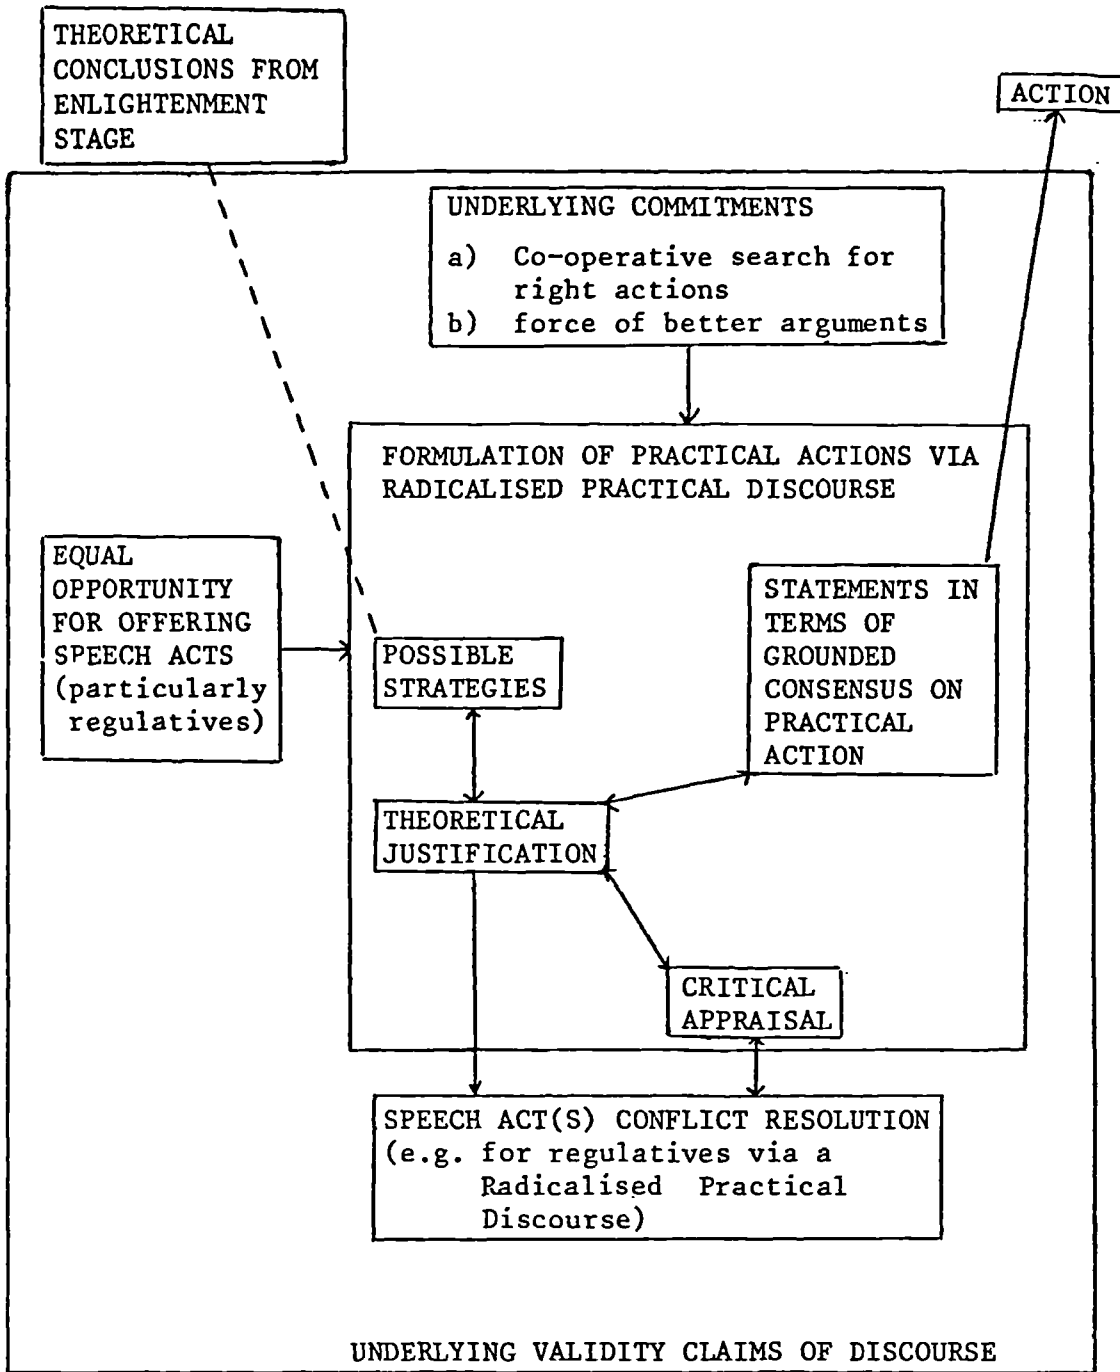 THEORETICAL
CONCLUSIONS FROM
ENLIGHTENMENT
STAGE
ACTION
UNDERLYING COMMITMENTS
a) Co-operative search for
right actions
b) force of better arguments
FORMULATION OF PRACTICAL ACTIONS VIA
RADICALISED PRACTICAL DISCOURSE
EQUAL
OPPORTUNITY
FOR OFFERING
SPEECH ACTS
(particularly
regulatives)
POSSIBLE
STRATEGIES
STATEMENTS IN
TERMS OF
GROUNDED
CONSENSUS ON
PRACTICAL
ACTION
THEORETICAL
JUSTIFICATION
CRITICAL
APPRAISAL
SPEECH ACT(S) CONFLICT RESOLUTION
(e.g. for regulatives via a
Radicalised Practical
Discourse)
UNDERLYING VALIDITY CLAIMS OF DISCOURSE